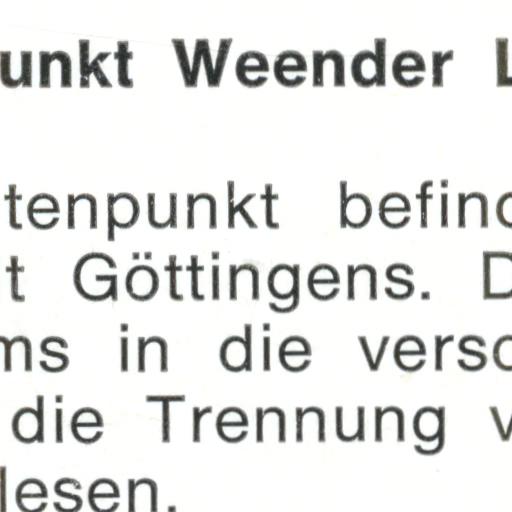 unkt Weender L
tenpunkt befind
t Göttingens. D
ms in die versc
die Trennung v
lesen.